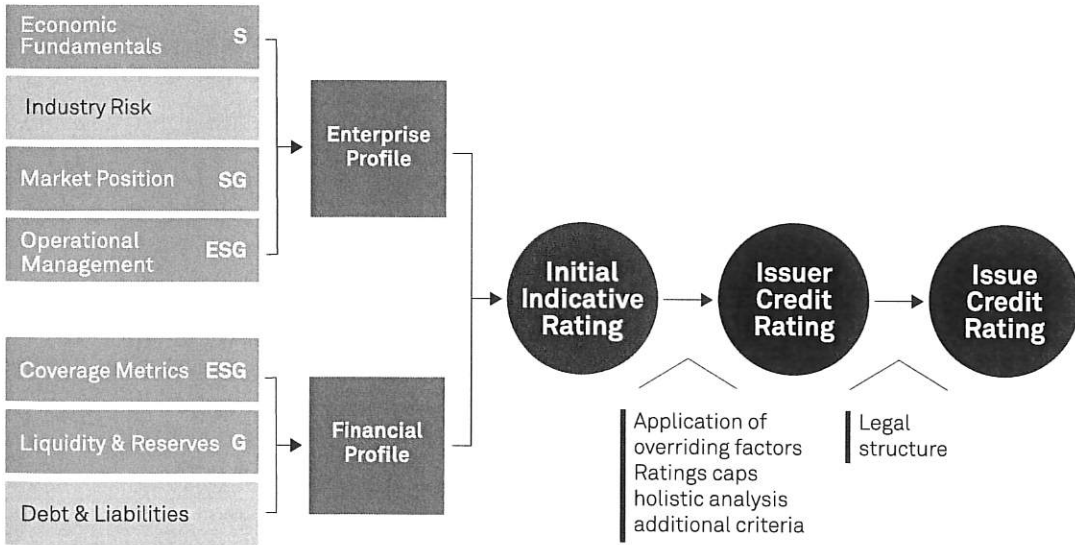 Economic
Fundamentals S
Industry Risk
Market Position SG
Operational
Management ESG
Enterprise
Profile
Coverage Metrics ESG
Liquidity & Reserves G
Debt & Liabilities
Financial
Profile
Initial
Indicative
Rating
Issuer
Credit
Rating
Issue
Credit
Rating
Application of
overriding factors
Ratings caps
holistic analysis
additional criteria
Legal
structure